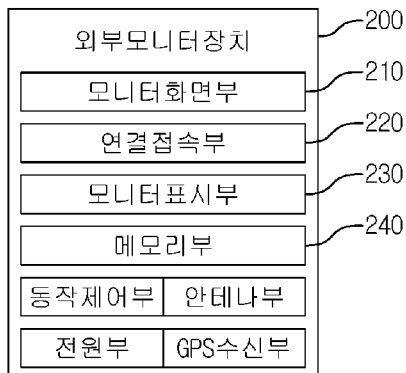 외부모니터장치 200
모니터화면부 210
연결접속부 220
모니터표시부 230
메모리부 240
동작제어부 안테나부
전원부 GPS수신부